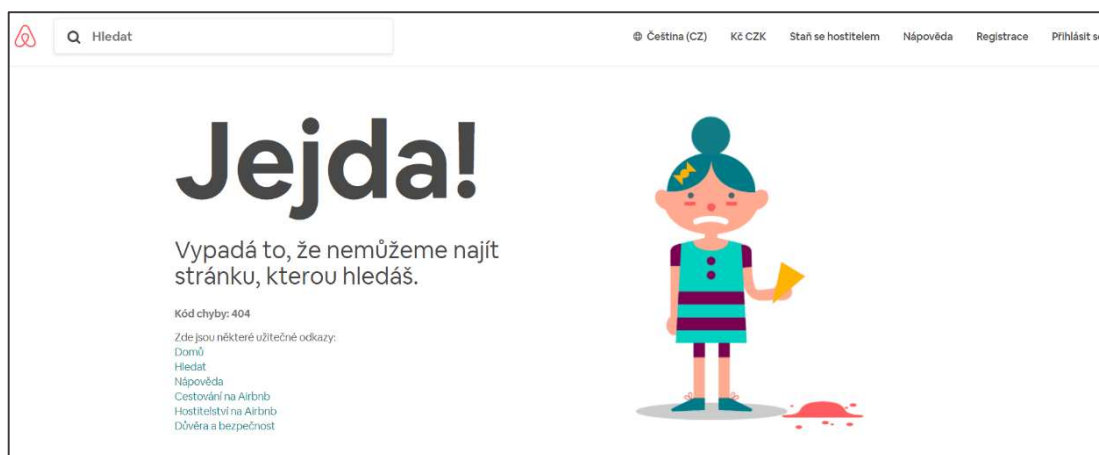 Hledat
Čeština (CZ) Kč CZK Staň se hostitelem Nápověda Registrace Přihlásit se
Jejda!
Vypadá to, že nemůžeme najít
stránku, kterou hledáš.
Kód chyby: 404
Zde jsou některé užitečné odkazy:
Domů
Hledat
Nápověda
Cestování na Airbnb
Hostitelství na Airbnb
Důvěra a bezpečnost